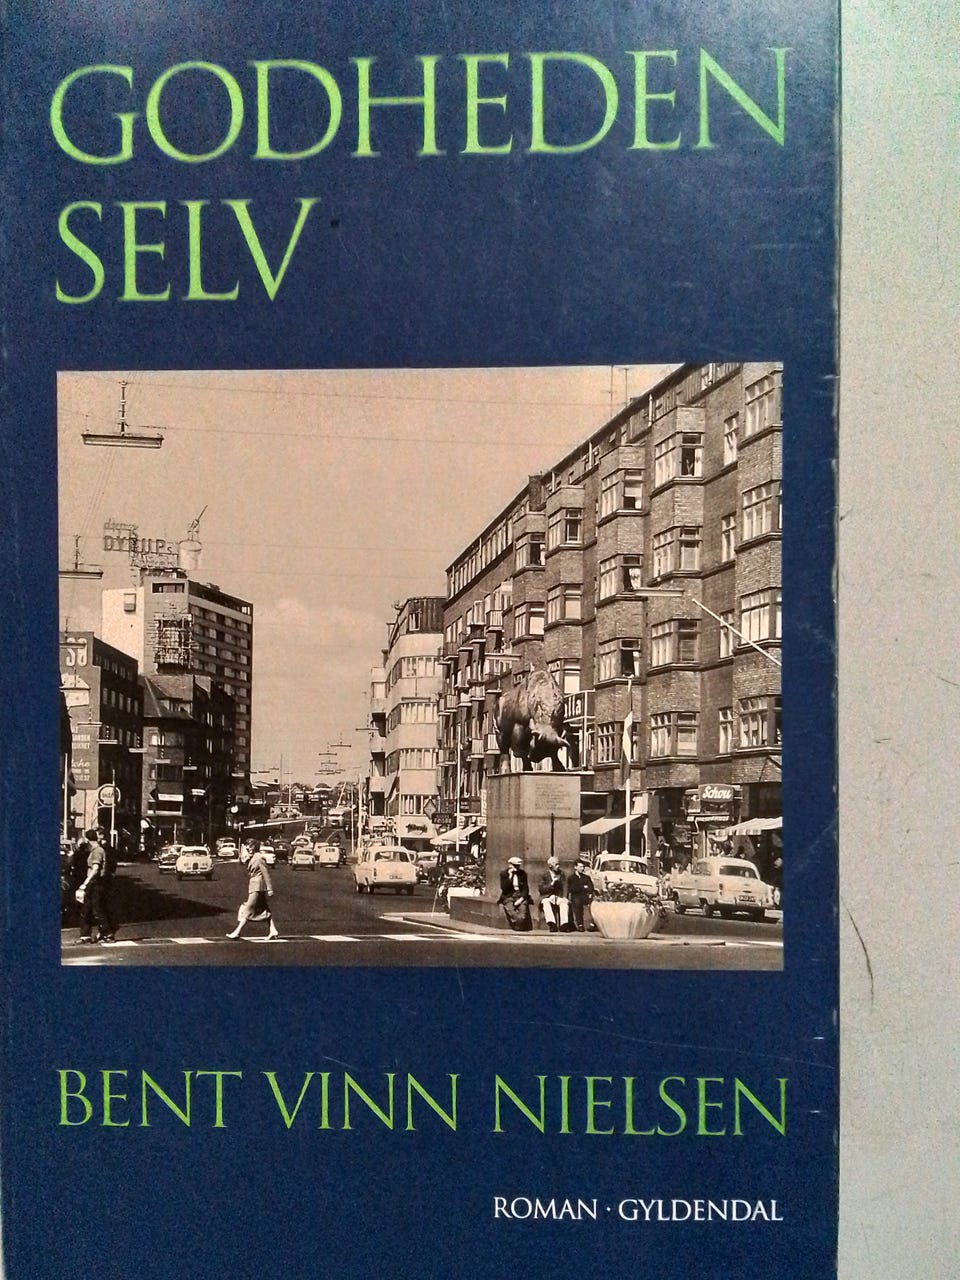 GODHEDEN
SELV
DYRUPs
Schou
BENT VINN NIELSEN
ROMAN · GYLDENDAL